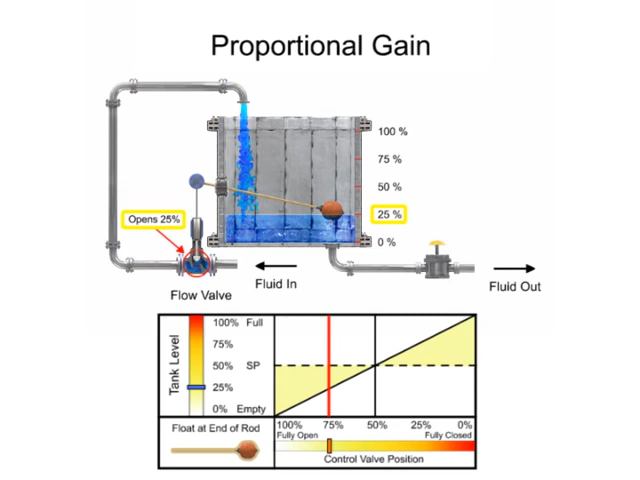 Proportional Gain
100 %
75 %
50 %
25 %
0 %
Opens 25%
Flow Valve
Fluid In
Fluid Out
Tank Level
100% Full
75%
50% SP
25%
0% Empty
100% 75% 50% 25% 0%
Fully Open Fully Closed
Float at End of Rod
Control Valve Position